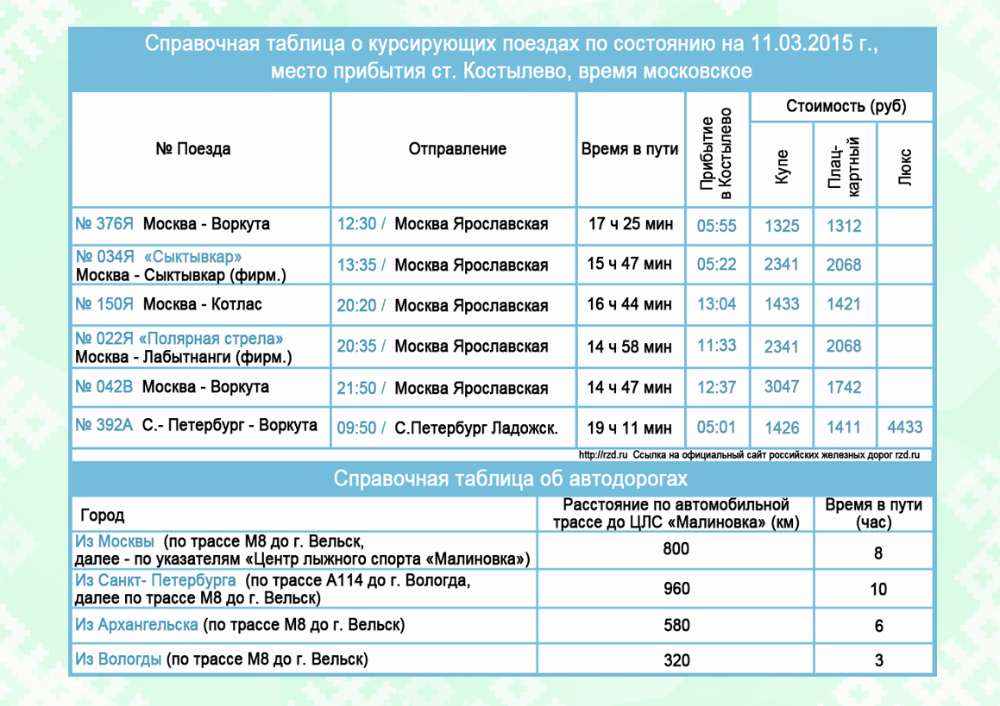 Справочная таблица о курсирующих поездах по состоянию на 11.03.2015 г.,
место прибытия ст. Костылево, время московское
№ Поезда
Отправление
Время в пути
Прибытие
в Костылево
Стоимость (руб)
Купе
Плац-
картный
Люкс
№ 376Я Москва - Воркута 12:30 / Москва Ярославская 17 ч 25 мин 05:55 1325 1312
№ 034Я «Сыктывкар»
Москва - Сыктывкар (фирм.) 13:35 / Москва Ярославская 15 ч 47 мин 05:22 2341 2068
№ 150Я Москва - Котлас 20:20 / Москва Ярославская 16 ч 44 мин 13:04 1433 1421
№ 022Я «Полярная стрела»
Москва - Лабытнанги (фирм.) 20:35 / Москва Ярославская 14 ч 58 мин 11:33 2341 2068
№ 042В Москва - Воркута 21:50 / Москва Ярославская 14 ч 47 мин 12:37 3047 1742
№ 392А С.- Петербург - Воркута 09:50 / С.Петербург Ладожск. 19 ч 11 мин 05:01 1426 1411 4433
http://rzd.ru Ссылка на официальный сайт российских железных дорог rzd.ru
Справочная таблица об автодорогах
Город
Расстояние по автомобильной
трассе до ЦЛС «Малиновка» (км)
Время в пути
(час)
Из Москвы (по трассе М8 до г. Вельск,
далее - по указателям «Центр лыжного спорта «Малиновка») 800 8
Из Санкт- Петербурга (по трассе А114 до г. Вологда,
далее по трассе М8 до г. Вельск) 960 10
Из Архангельска (по трассе М8 до г. Вельск) 580 6
Из Вологды (по трассе М8 до г. Вельск) 320 3